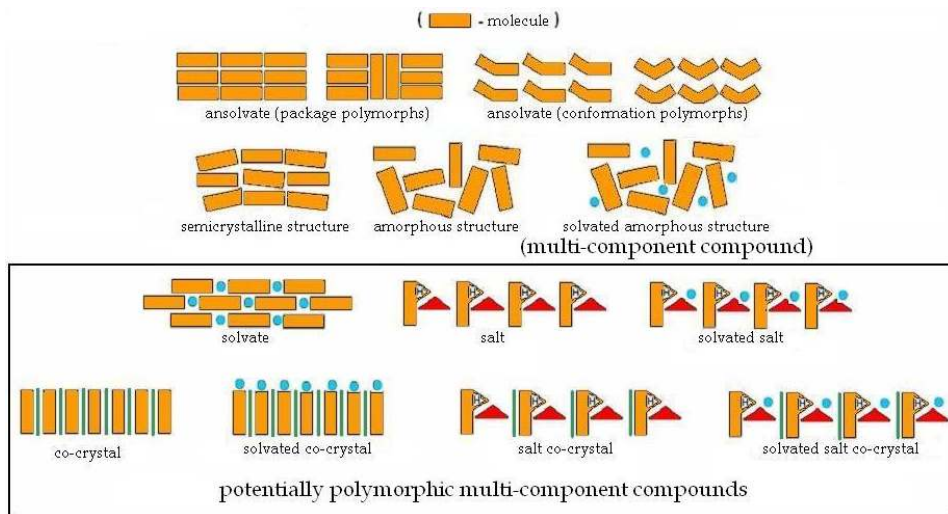 ( - molecule )
ansolvate (package polymorphs)
ansolvate (conformation polymorphs)
semicrystalline structure
amorphous structure
solvated amorphous structure
(multi-component compound)
solvate
salt
solvated salt
co-crystal
solvated co-crystal
salt co-crystal
solvated salt co-crystal
potentially polymorphic multi-component compounds